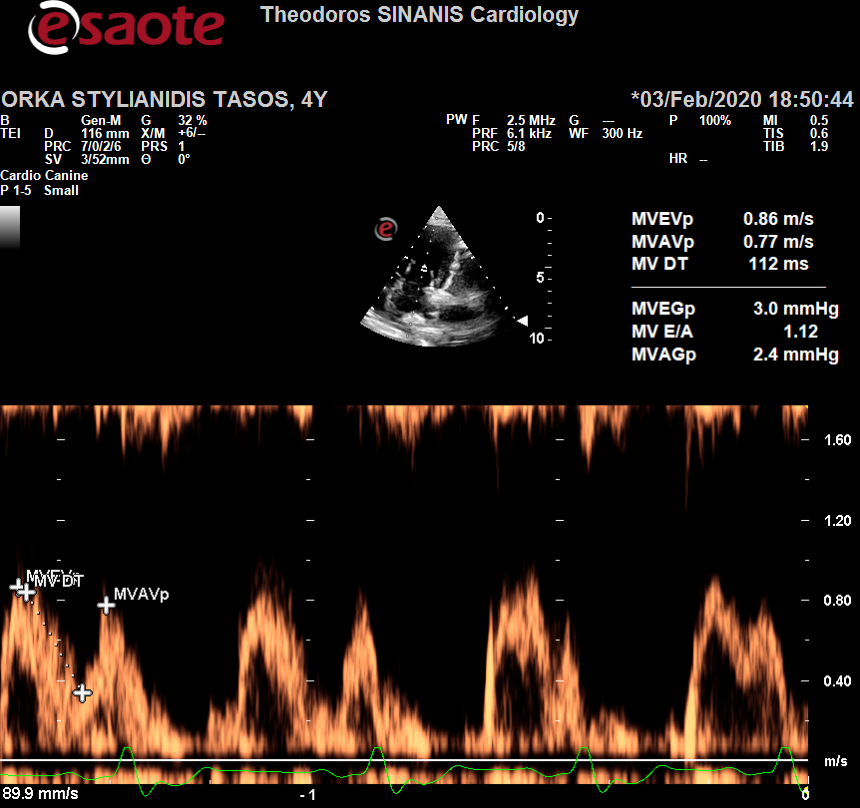 esaote
Theodoros SINANIS Cardiology
ORKA STYLIANIDIS TASOS, 4Y
*03/Feb/2020 18:50:44
B Gen-M G 32 %
TEI D 116 mm X/M +6/--
PRC 7/0/2/6 PRS 1
SV 3/52mm Θ 0°
Cardio Canine
P 1-5 Small
PW F 2.5 MHz G ---
PRF 6.1 kHz WF 300 Hz
PRC 5/8
P 100% MI 0.5
TIS 0.6
HR -- TIB 1.9
e
0-
5-
10-
MVEVp 0.86 m/s
MVAVp 0.77 m/s
MV DT 112 ms
MVEGp 3.0 mmHg
MV E/A 1.12
MVAGp 2.4 mmHg
1.60
1.20
MV DT
MVAVp
0.80
0.40
m/s
89.9 mm/s
-1
0